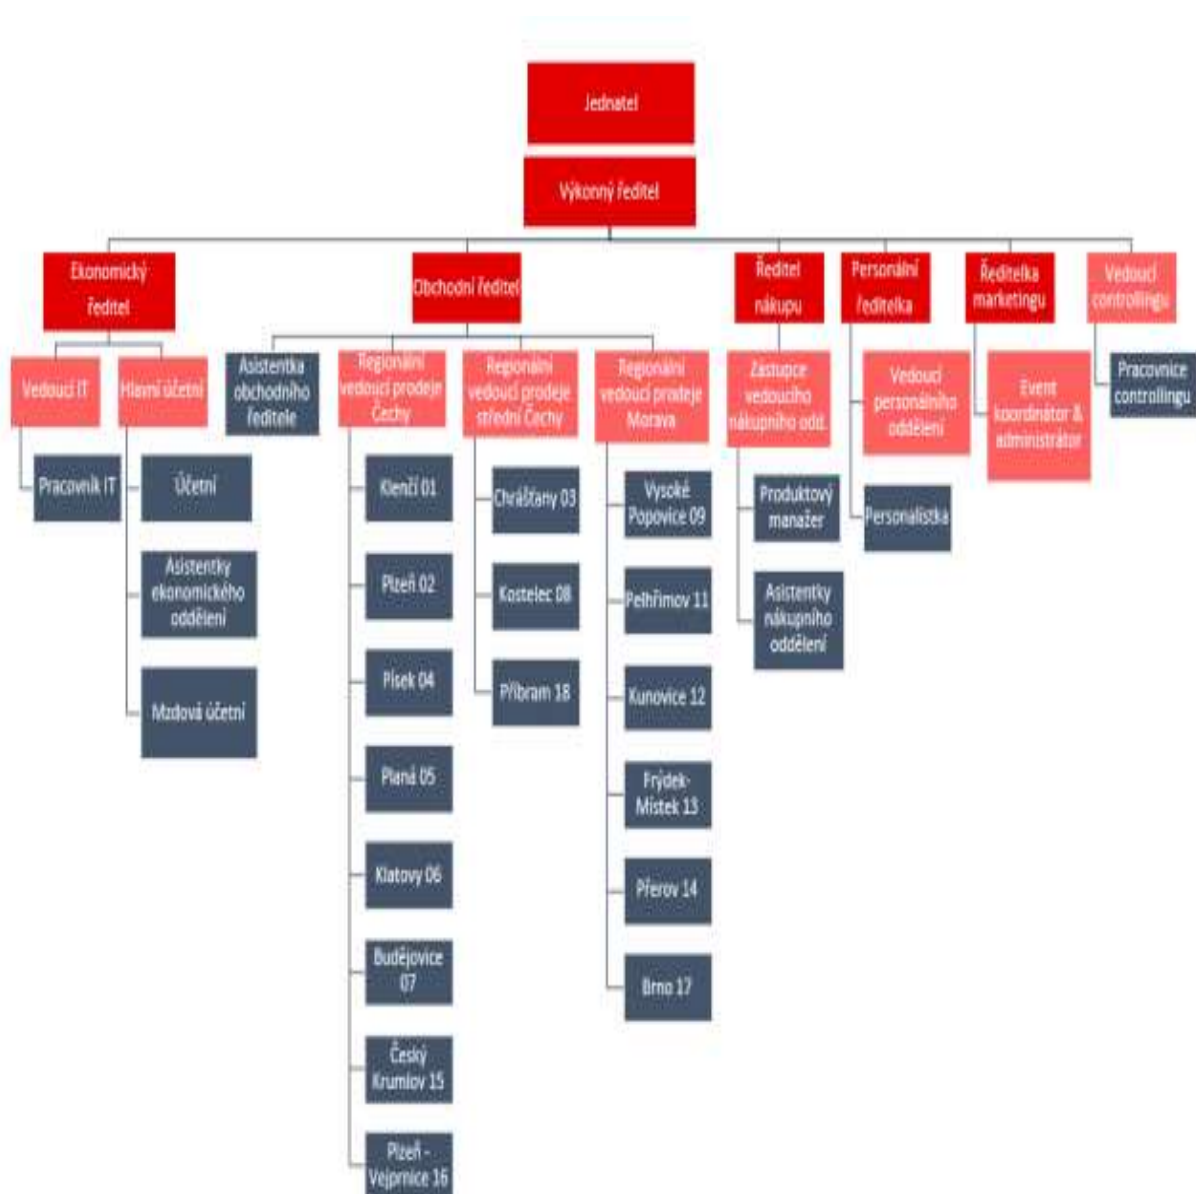 Jednatel
Výkonný ředitel
Ekonomický
ředitel
Obchodní ředitel
Ředitel
nákupu
Personální
ředitelka
Ředitelka
marketingu
Vedoucí
controllingu
Vedoucí IT
Hlavní účetní
Asistentka
obchodního
ředitele
Regionální
vedoucí prodeje
Čechy
Regionální
vedoucí prodeje
střední Čechy
Regionální
vedoucí prodeje
Morava
Zástupce
vedoucího
nákupního odd.
Vedoucí
personálního
oddělení
Event
koordinátor &
administrátor
Pracovnice
controllingu
Pracovník IT
Účetní
Asistentky
ekonomického
oddělení
Mzdová účetní
Klenčí 01
Plzeň 02
Písek 04
Planá 05
Klatovy 06
Budějovice
07
Český
Krumlov 15
Plzeň -
Vejprnice 16
Chrášťany 03
Kostelec 08
Příbram 18
Vysoké
Popovice 09
Pelhřimov 11
Kunovice 12
Frýdek-
Místek 13
Přerov 14
Brno 17
Produktový
manažer
Asistentky
nákupního
oddělení
Personalistka